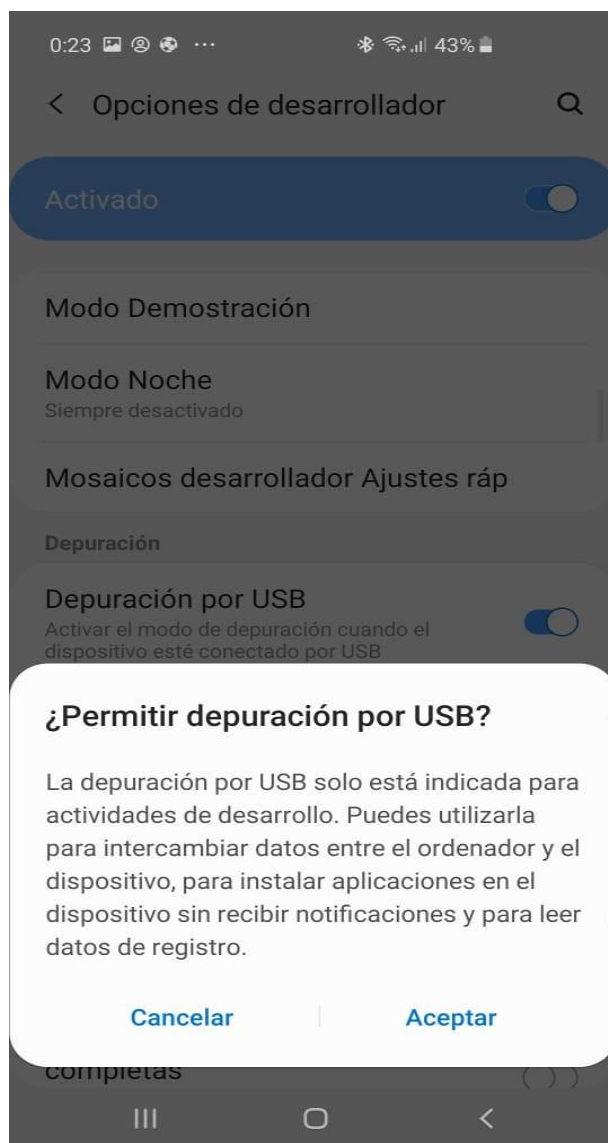 0:23 43%
Opciones de desarrollador
Activado
Modo Demostración
Modo Noche
Siempre desactivado
Mosaicos desarrollador Ajustes ráp
Depuración
Depuración por USB
Activar el modo de depuración cuando el
dispositivo esté conectado por USB
¿Permitir depuración por USB?
La depuración por USB solo está indicada para
actividades de desarrollo. Puedes utilizarla
para intercambiar datos entre el ordenador y el
dispositivo, para instalar aplicaciones en el
dispositivo sin recibir notificaciones y para leer
datos de registro.
Cancelar Aceptar
completas